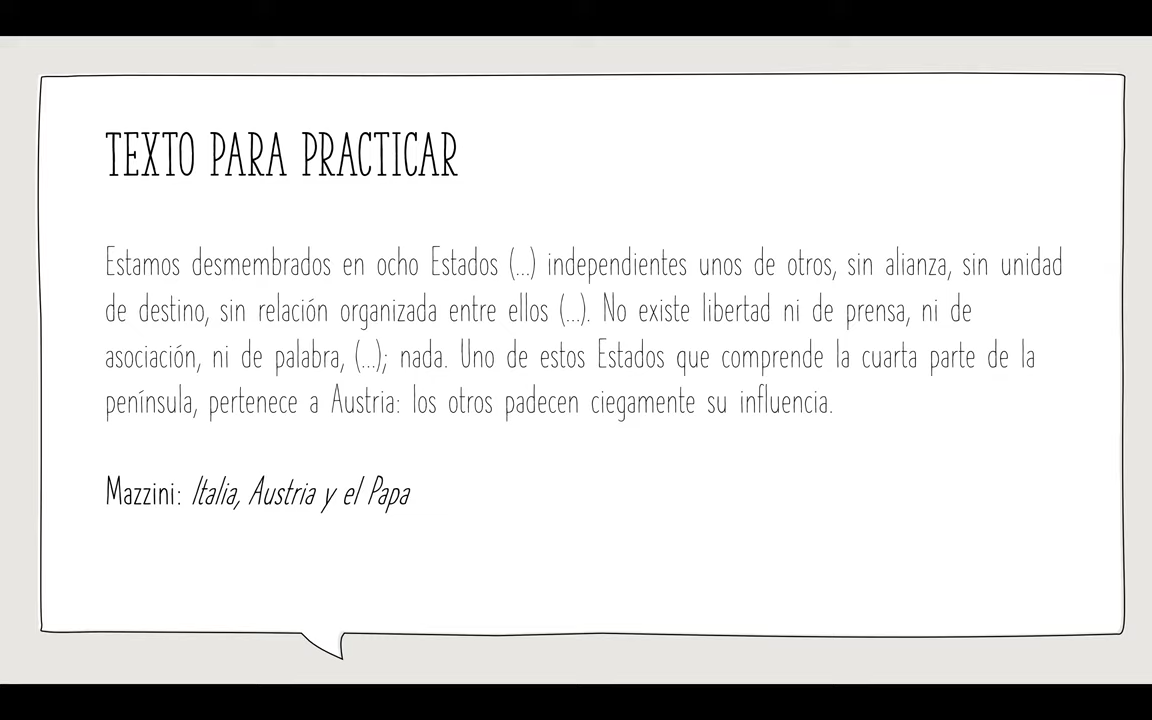 TEXTO PARA PRACTICAR
Estamos desmembrados en ocho Estados (...) independientes unos de otros, sin alianza, sin unidad
de destino, sin relación organizada entre ellos (...). No existe libertad ni de prensa, ni de
asociación, ni de palabra, (...); nada. Uno de estos Estados que comprende la cuarta parte de la
península, pertenece a Austria: los otros padecen ciegamente su influencia.
Mazzini: Italia, Austria y el Papa